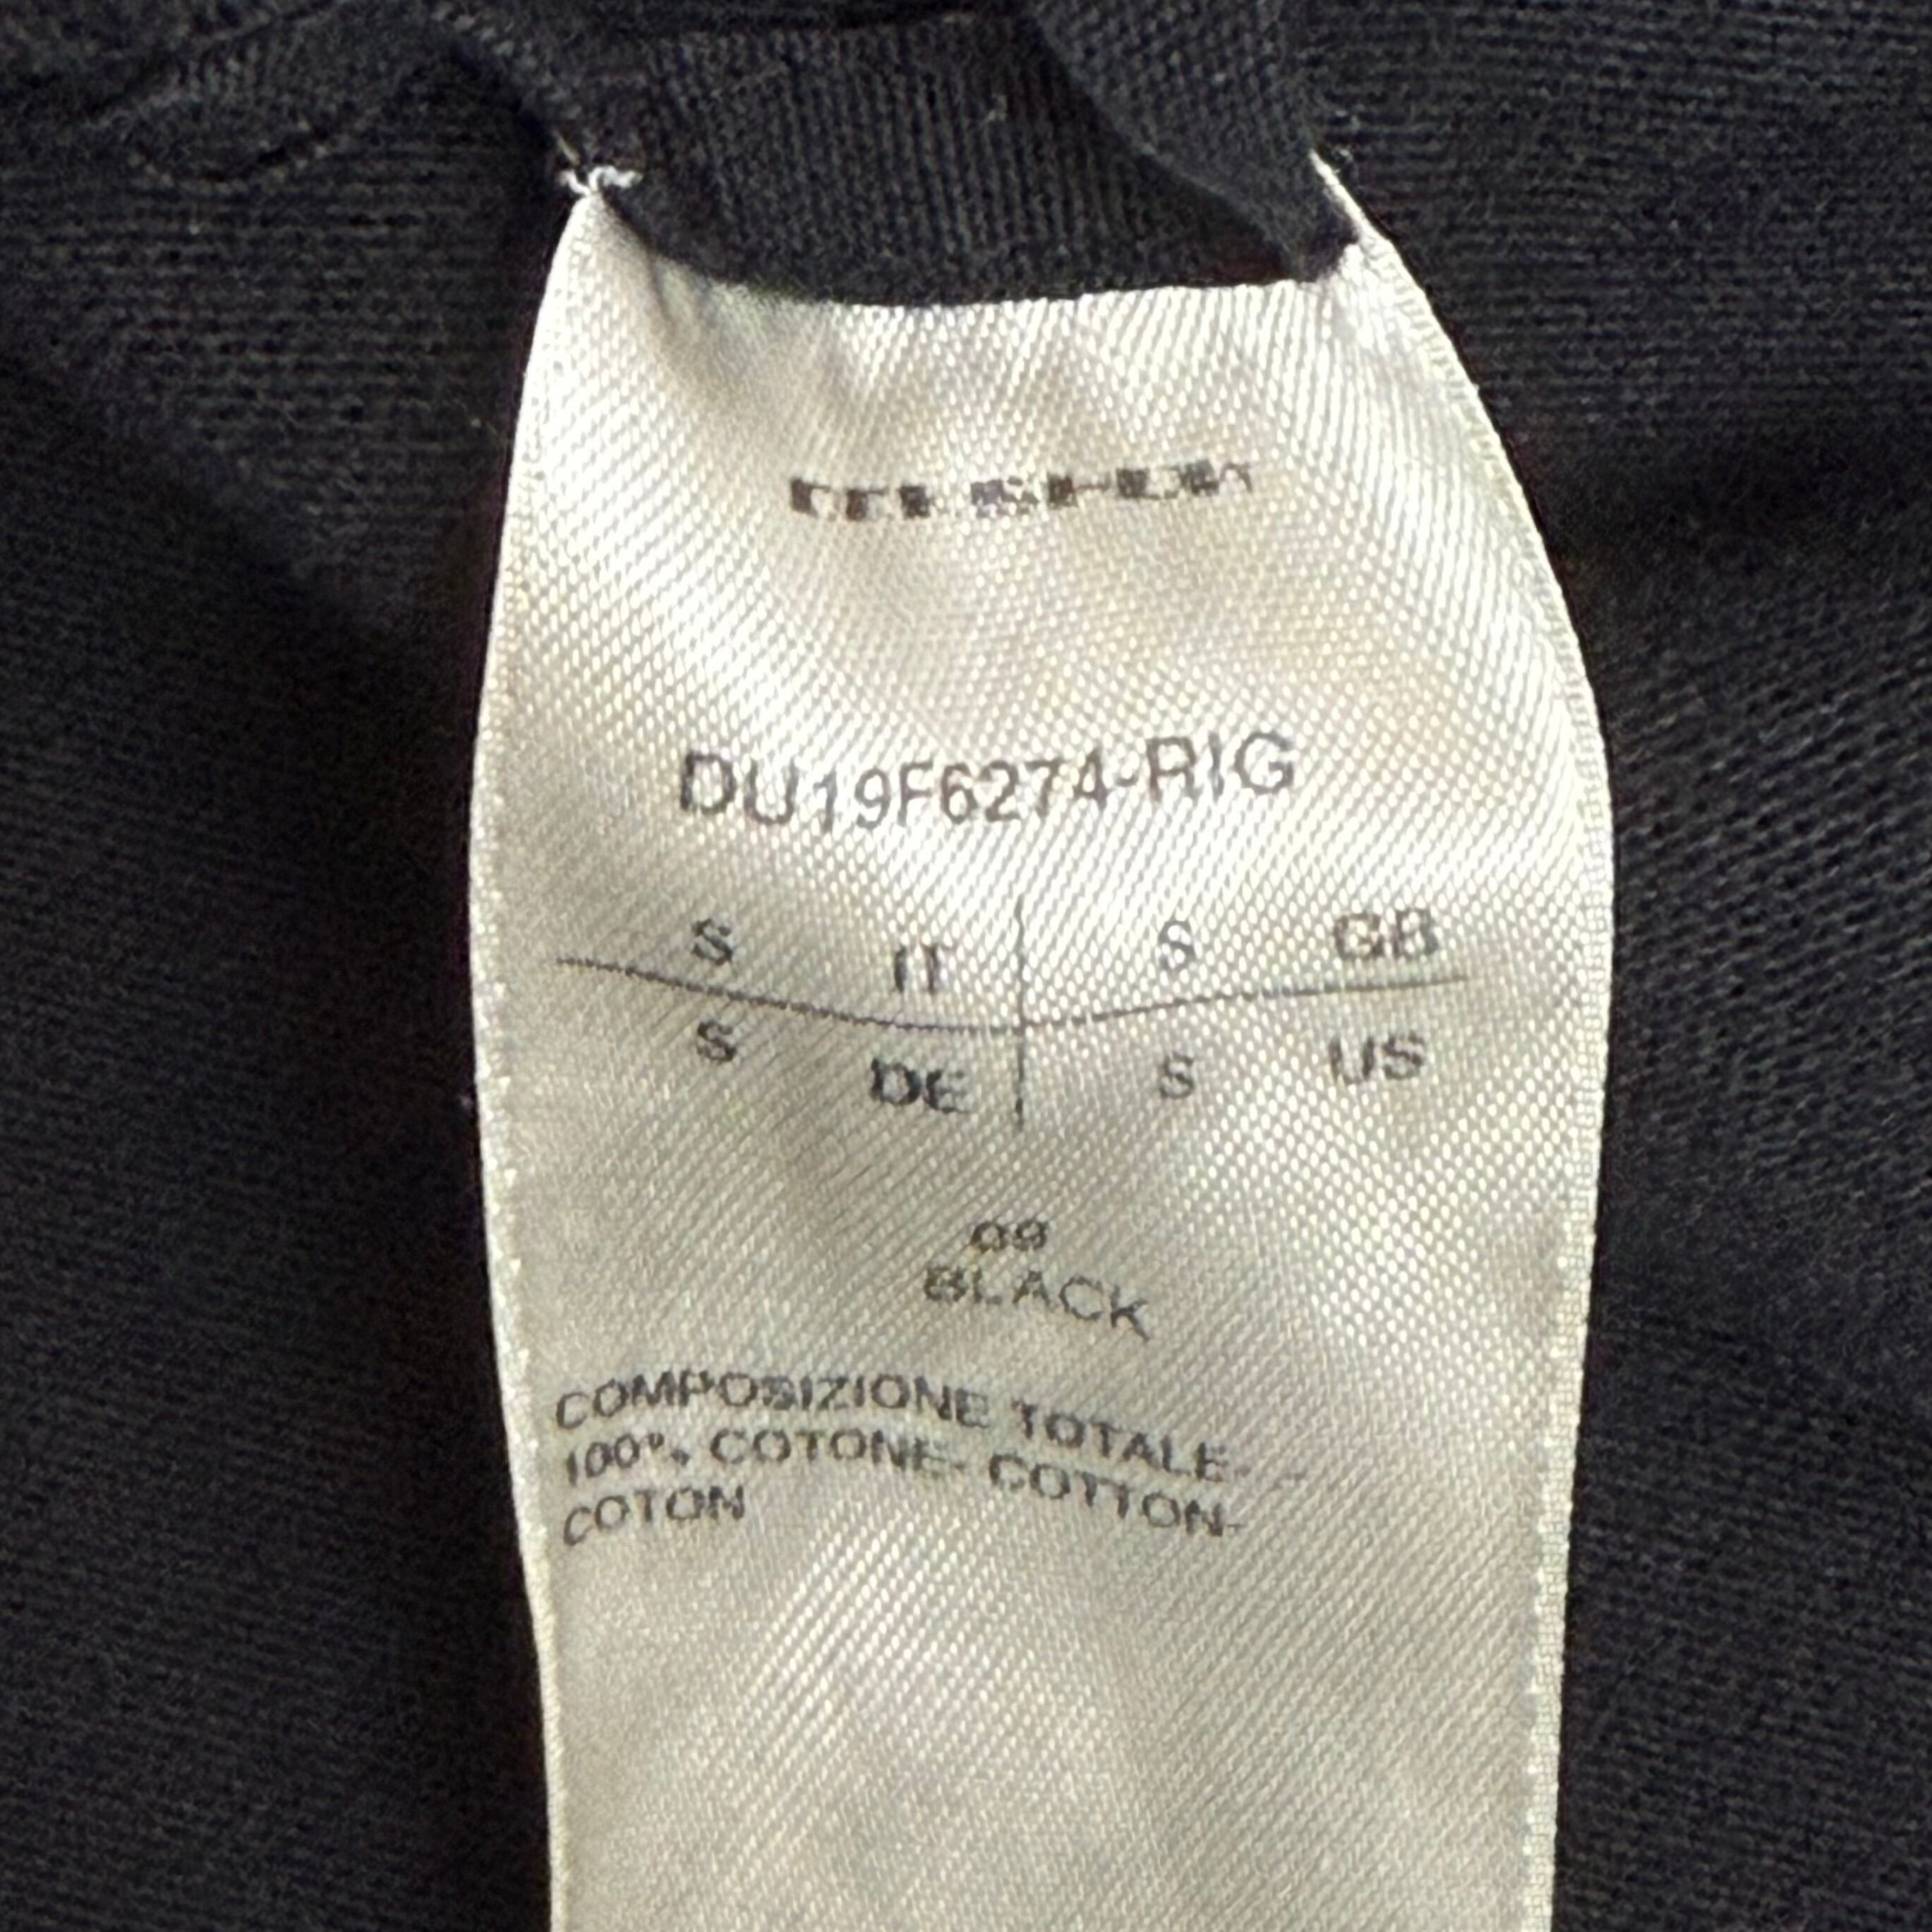 DU19F6274-RIG
S IT S GB
S DE S US
09
BLACK
COMPOSIZIONE TOTALE-
100% COTONE- COTTON-
COTON